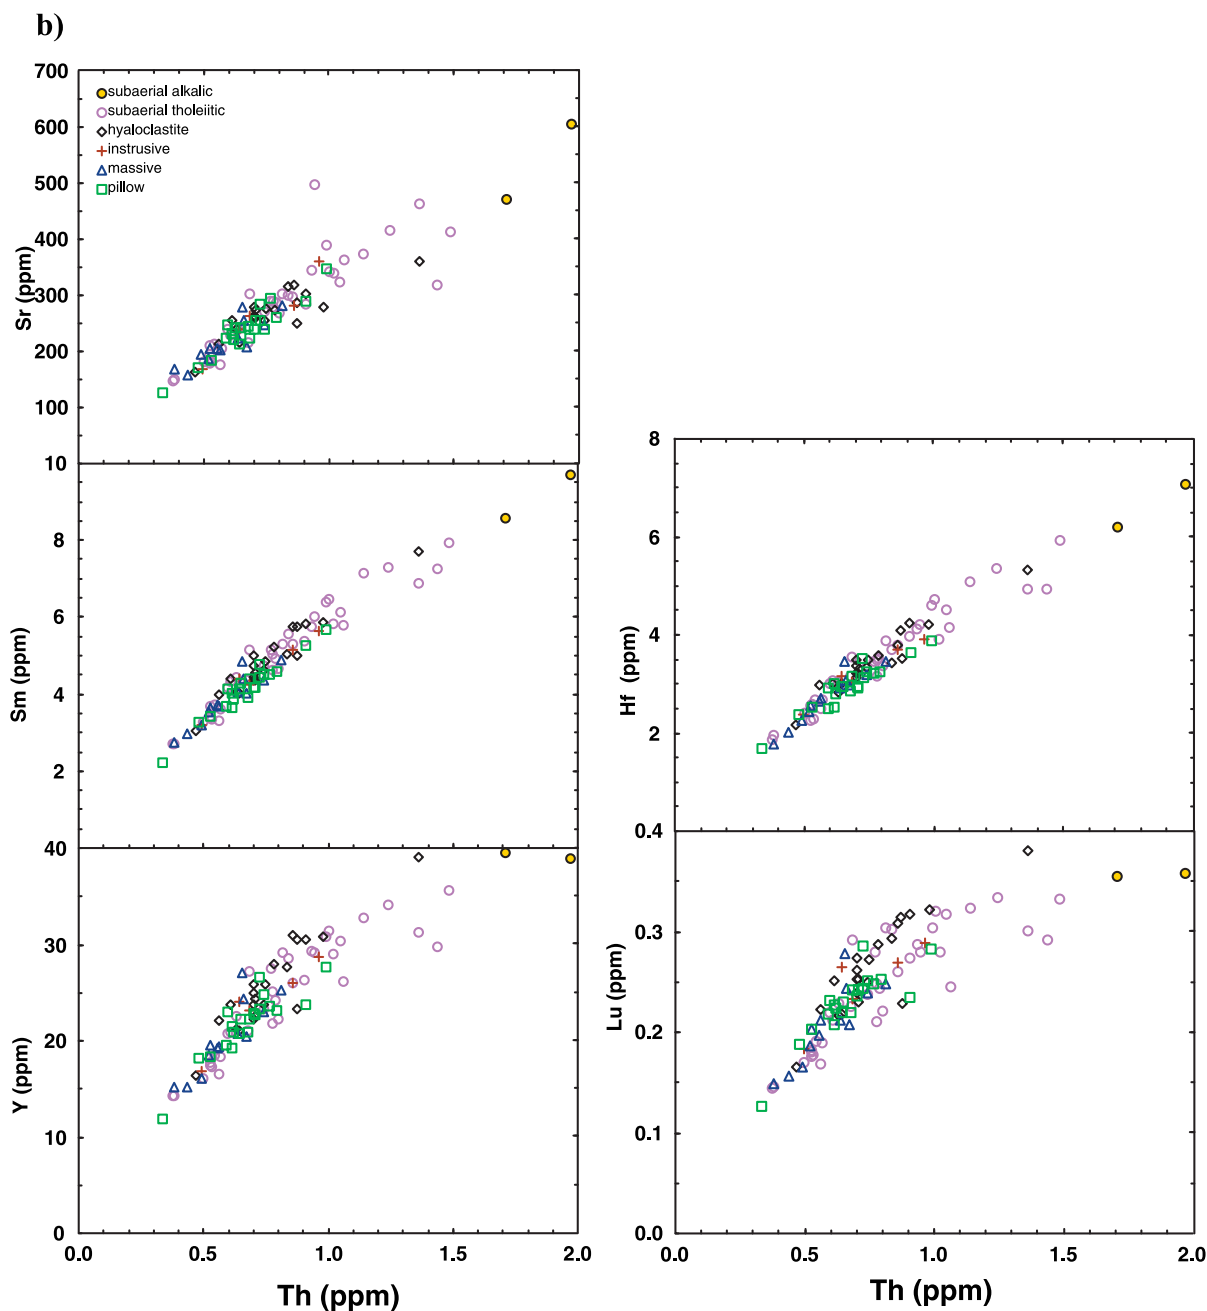 b)
700
600
500
400
300
200
100
Sr (ppm)
subaerial alkalic
subaerial tholeiitic
hyaloclastite
instrusive
massive
pillow
10
8
6
4
2
Sm (ppm)
40
30
20
10
0
Y (ppm)
0.0
0.5
1.0
1.5
2.0
Th (ppm)
8
6
4
2
Hf (ppm)
0.4
0.3
0.2
0.1
0.0
Lu (ppm)
0.0
0.5
1.0
1.5
2.0
Th (ppm)